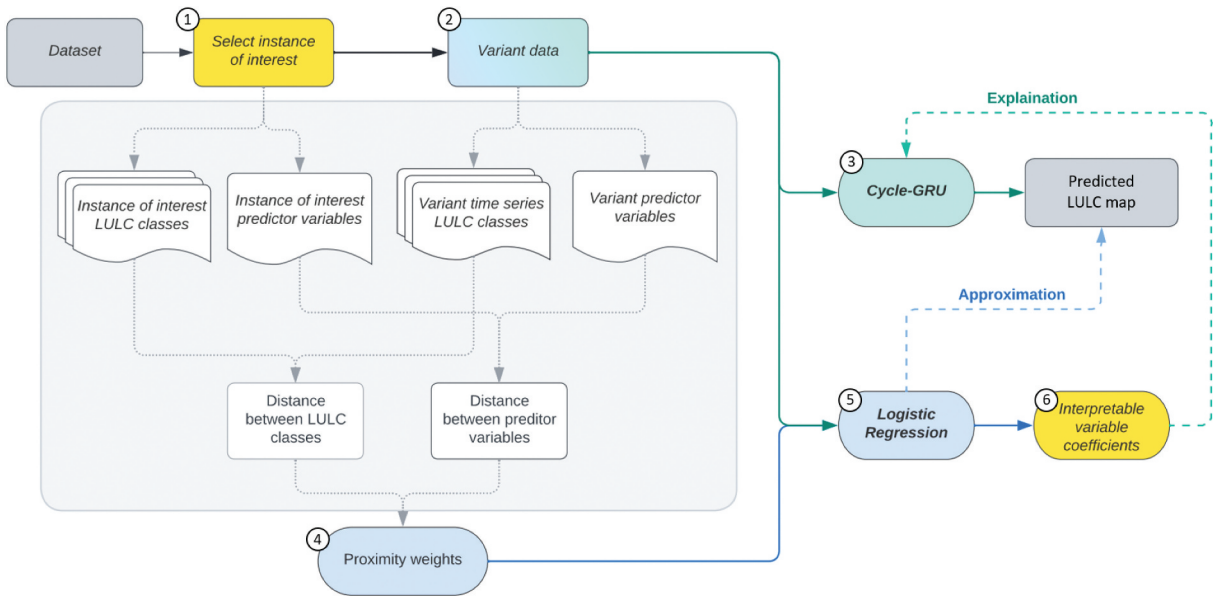 1
2
Dataset
Select instance
of interest
Variant data
Explaination
3
Cycle-GRU
Predicted
LULC map
Instance of interest
LULC classes
Instance of interest
predictor variables
Variant time series
LULC classes
Variant predictor
variables
Approximation
Distance
between LULC
classes
Distance
between preditor
variables
5
Logistic
Regression
6
Interpretable
variable
coefficients
4
Proximity weights